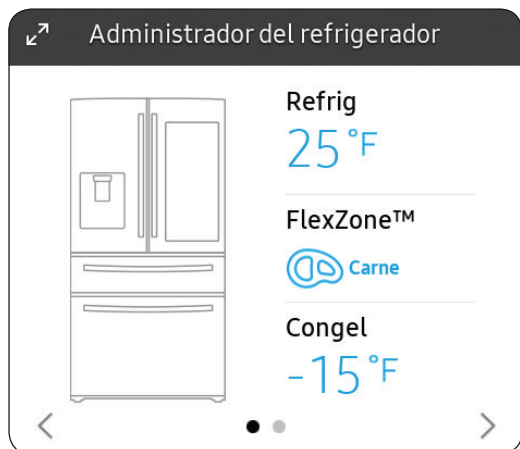 Administrador del refrigerador
Refrig
25 °F
FlexZone™
Carne
Congel
-15 °F